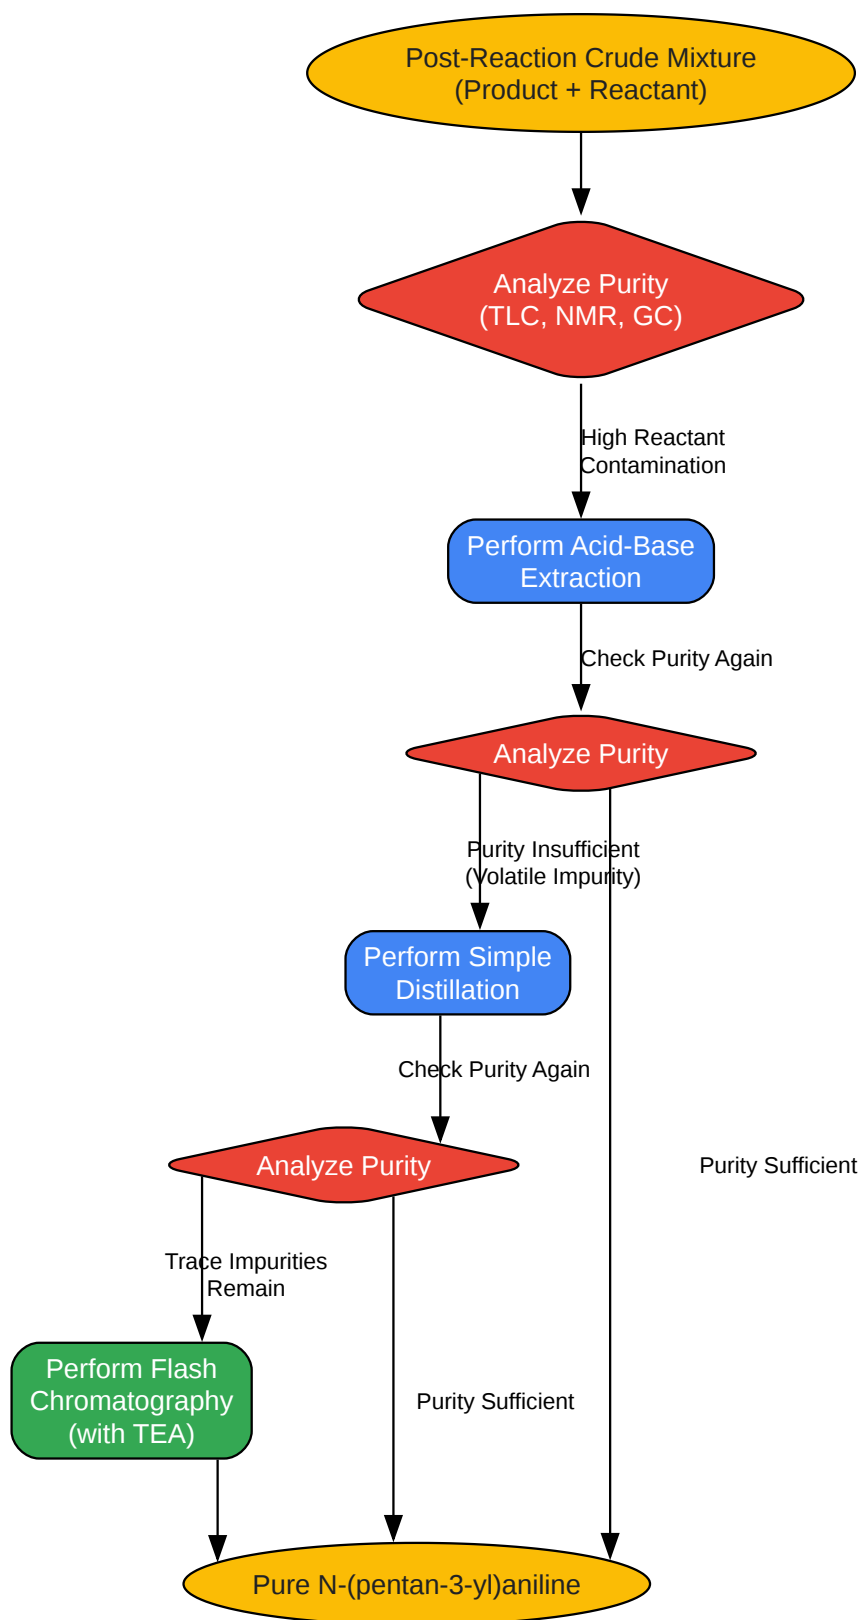 Post-Reaction Crude Mixture
(Product + Reactant)
Analyze Purity
(TLC, NMR, GC)
High Reactant
Contamination
Perform Acid-Base
Extraction
Check Purity Again
Analyze Purity
Purity Insufficient
(Volatile Impurity)
Perform Simple
Distillation
Check Purity Again
Analyze Purity
Purity Sufficient
Trace Impurities
Remain
Perform Flash
Chromatography
(with TEA)
Purity Sufficient
Pure N-(pentan-3-yl)aniline